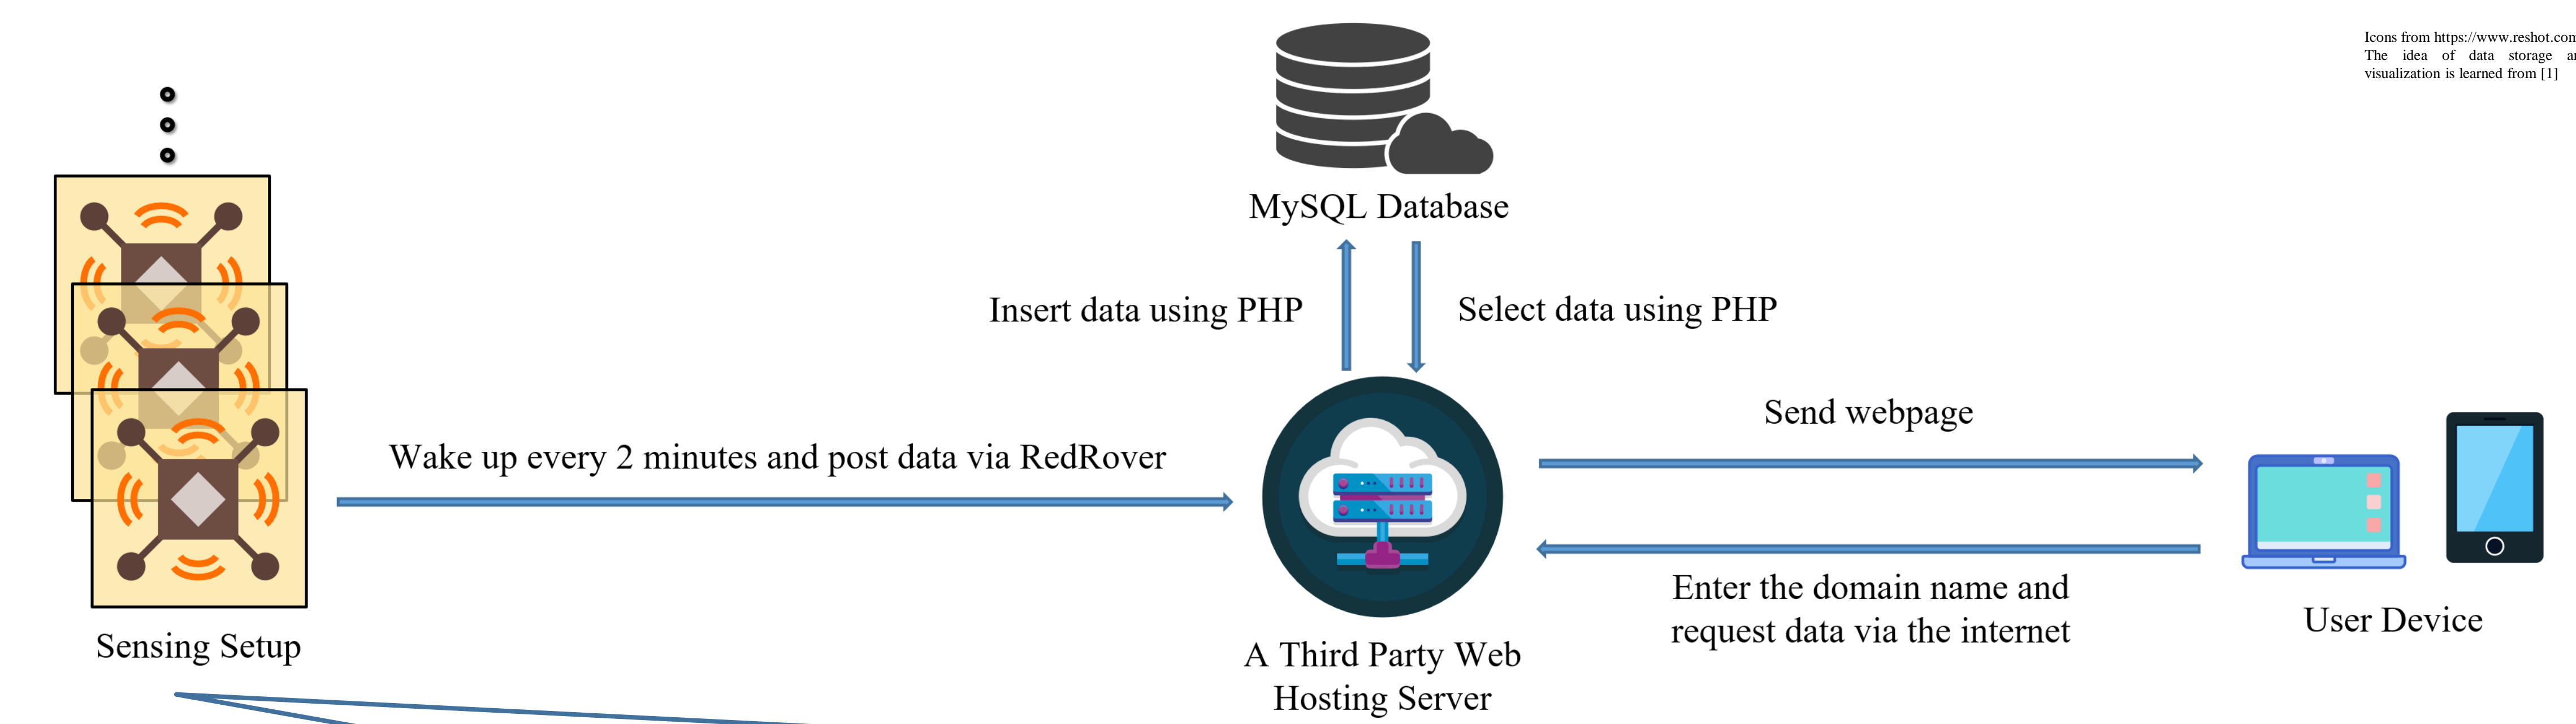 Icons from https://www.reshot.com
The idea of data storage
visualization is learned from [1]
MySQL Database
Insert data using PHP
Select data using PHP
Send webpage
Wake up every 2 minutes and post data via RedRover
Enter the domain name and
request data via the internet
User Device
Sensing Setup
A Third Party Web
Hosting Server